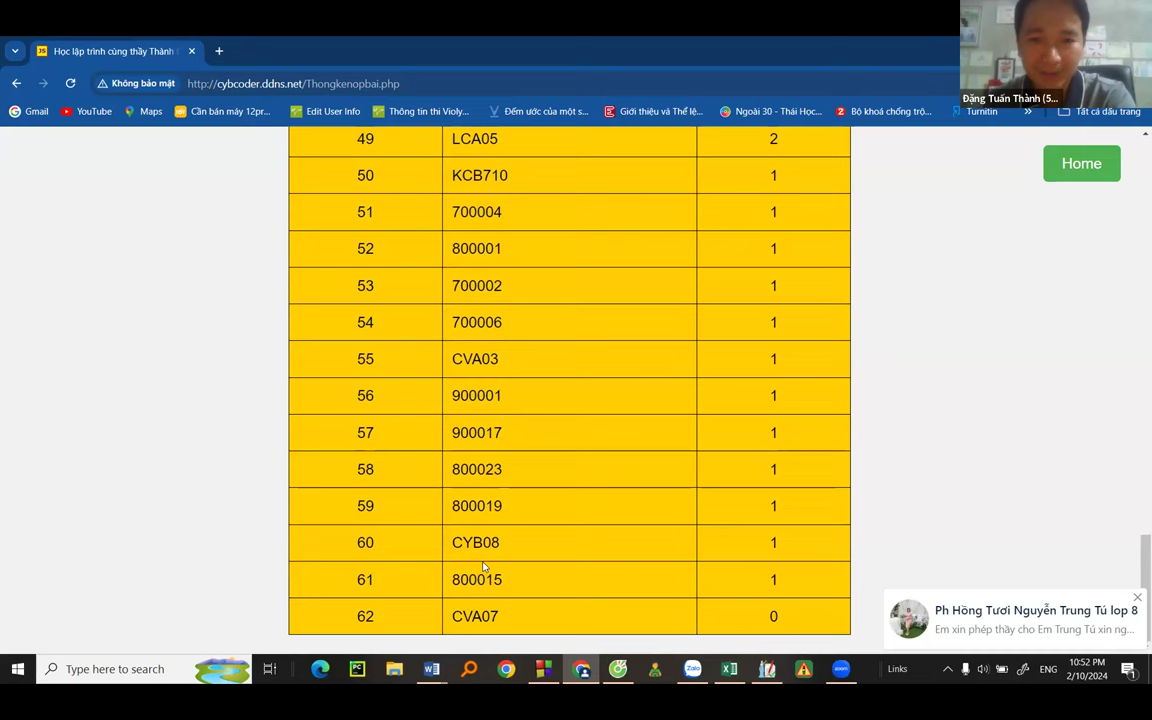 Học lập trình cùng thầy Thành
Đặng Tuấn Thành (5...
Không bảo mật
http://cybcoder.ddns.net/Thongkenopbai.php
Gmail
YouTube
Maps
Cần bán máy 12pr...
Edit User Info
Thông tin thi Violy...
Đếm ước của một s...
Giới thiệu và Thể lệ...
Ngoài 30 - Thái Học...
Bộ khoá chống trộ...
Turnitin
»
Tất cả dấu trang
Home
49 LCA05 2
50 KCB710 1
51 700004 1
52 800001 1
53 700002 1
54 700006 1
55 CVA03 1
56 900001 1
57 900017 1
58 800023 1
59 800019 1
60 CYB08 1
61 800015 1
62 CVA07 0
Ph Hồng Tươi Nguyễn Trung Tú lop 8
Em xin phép thầy cho Em Trung Tú xin ng...
Type here to search
Links
ENG
10:52 PM
2/10/2024